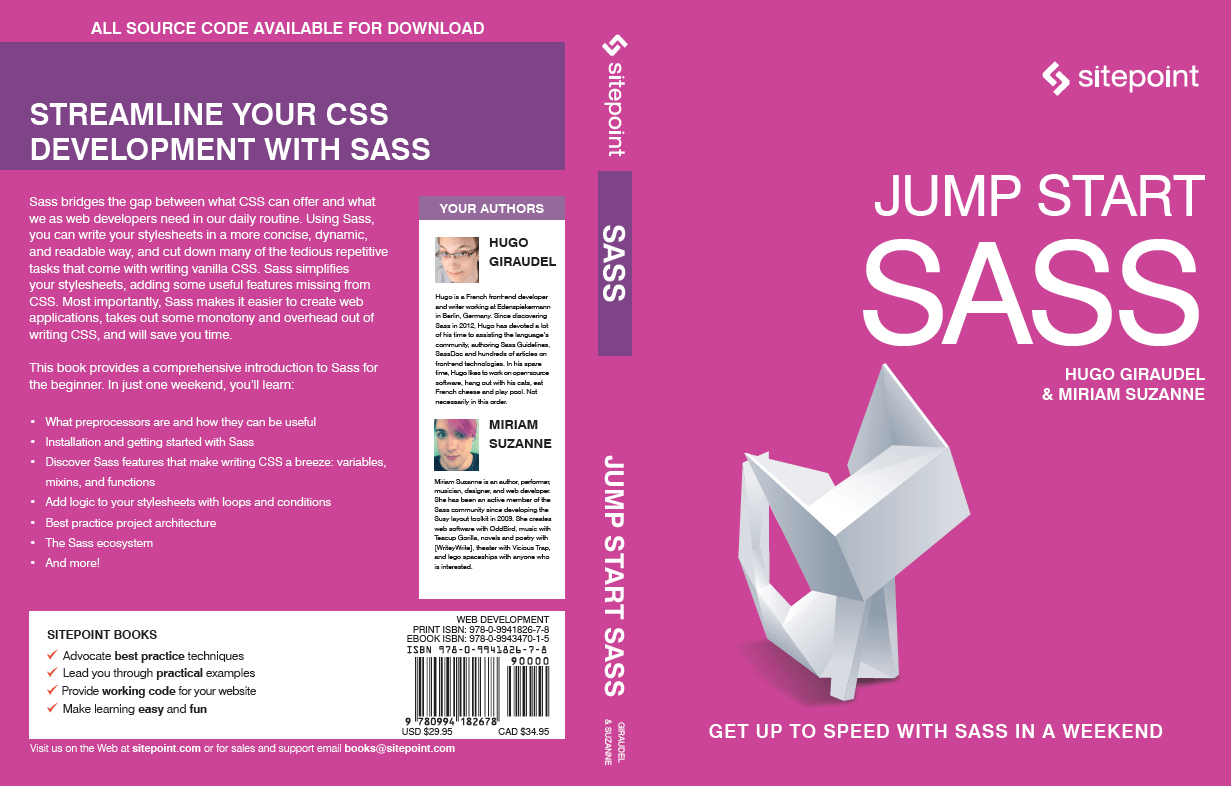 ALL SOURCE CODE AVAILABLE FOR DOWNLOAD
STREAMLINE YOUR CSS
DEVELOPMENT WITH SASS
Sass bridges the gap between what CSS can offer and what
we as web developers need in our daily routine. Using Sass,
you can write your stylesheets in a more concise, dynamic,
and readable way, and cut down many of the tedious repetitive
tasks that come with writing vanilla CSS. Sass simplifies
your stylesheets, adding some useful features missing from
CSS. Most importantly, Sass makes it easier to create web
applications, takes out some monotony and overhead out of
writing CSS, and will save you time.
This book provides a comprehensive introduction to Sass for
the beginner. In just one weekend, you'll learn:
• What preprocessors are and how they can be useful
• Installation and getting started with Sass
• Discover Sass features that make writing CSS a breeze: variables,
mixins, and functions
• Add logic to your stylesheets with loops and conditions
• Best practice project architecture
• The Sass ecosystem
• And more!
YOUR AUTHORS
HUGO
GIRAUDEL
Hugo is a French front-end developer
and writer working at Edenspiekermann
in Berlin, Germany. Since discovering
Sass in 2012, Hugo has devoted a lot
of his time to assisting the language's
community, authoring Sass Guidelines,
SassDoc and hundreds of articles on
front-end technologies. In his spare
time, Hugo likes to work on open-source
software, hang out with his cats, eat
French cheese and play pool. Not
necessarily in this order.
MIRIAM
SUZANNE
Miriam Suzanne is an author, performer,
musician, designer, and web developer.
She has been an active member of the
Sass community since developing the
Susy layout toolkit in 2009. She creates
web software with OddBird, music with
Teacup Gorilla, novels and poetry with
[WriteyWrite], theater with Vicious Trap,
and lego spaceships with anyone who
is interested.
SITEPOINT BOOKS
✓ Advocate best practice techniques
✓ Lead you through practical examples
✓ Provide working code for your website
✓ Make learning easy and fun
WEB DEVELOPMENT
PRINT ISBN: 978-0-9941826-7-8
EBOOK ISBN: 978-0-9943470-1-5
ISBN 978-0-9941826-7-8
90000
9 780994 182678
USD $29.95 CAD $34.95
Visit us on the Web at sitepoint.com or for sales and support email books@sitepoint.com
sitepoint
SASS
JUMP START SASS
GIRAUDEL
& SUZANNE
sitepoint
JUMP START
SASS
HUGO GIRAUDEL
& MIRIAM SUZANNE
GET UP TO SPEED WITH SASS IN A WEEKEND